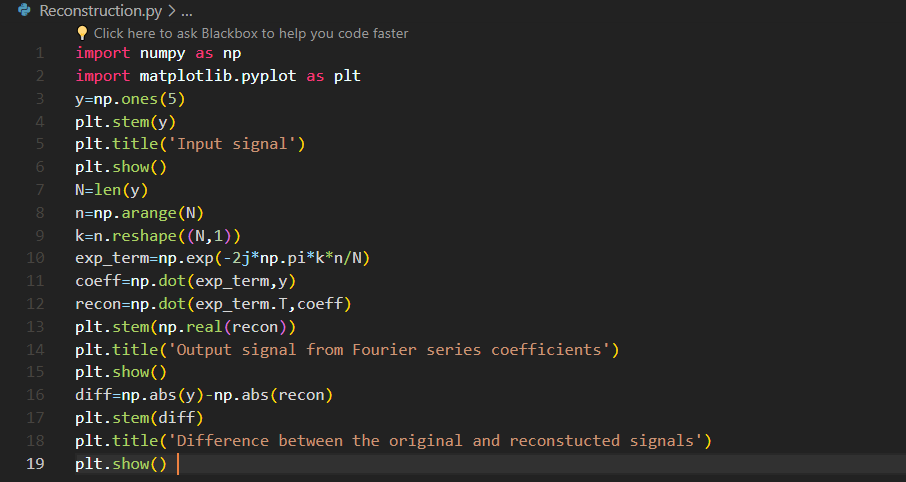 Reconstruction.py > ...
Click here to ask Blackbox to help you code faster
1 import numpy as np
2 import matplotlib.pyplot as plt
3 y=np.ones(5)
4 plt.stem(y)
5 plt.title('Input signal')
6 plt.show()
7 N=len(y)
8 n=np.arange(N)
9 k=n.reshape((N,1))
10 exp_term=np.exp(-2j*np.pi*k*n/N)
11 coeff=np.dot(exp_term,y)
12 recon=np.dot(exp_term.T,coeff)
13 plt.stem(np.real(recon))
14 plt.title('Output signal from Fourier series coefficients')
15 plt.show()
16 diff=np.abs(y)-np.abs(recon)
17 plt.stem(diff)
18 plt.title('Difference between the original and reconstucted signals')
19 plt.show()